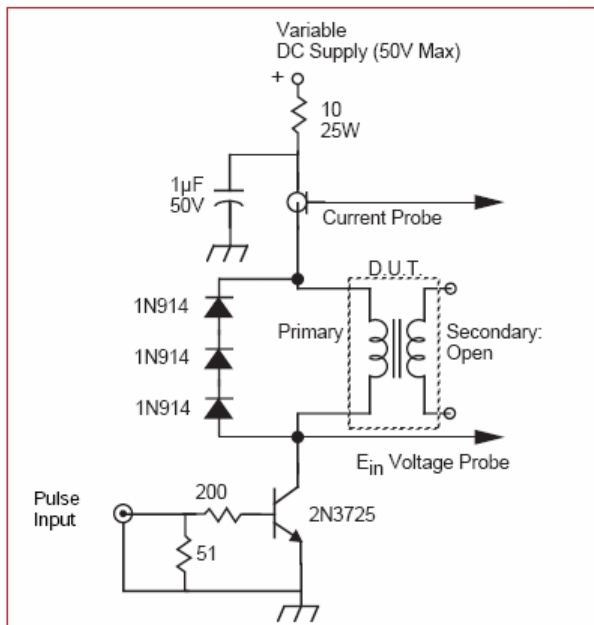 Variable
DC Supply (50V Max)
+
10
25W
1µF
50V
Current Probe
D.U.T.
1N914
Primary
Secondary:
Open
1N914
1N914
Ein Voltage Probe
Pulse
Input
200
2N3725
51